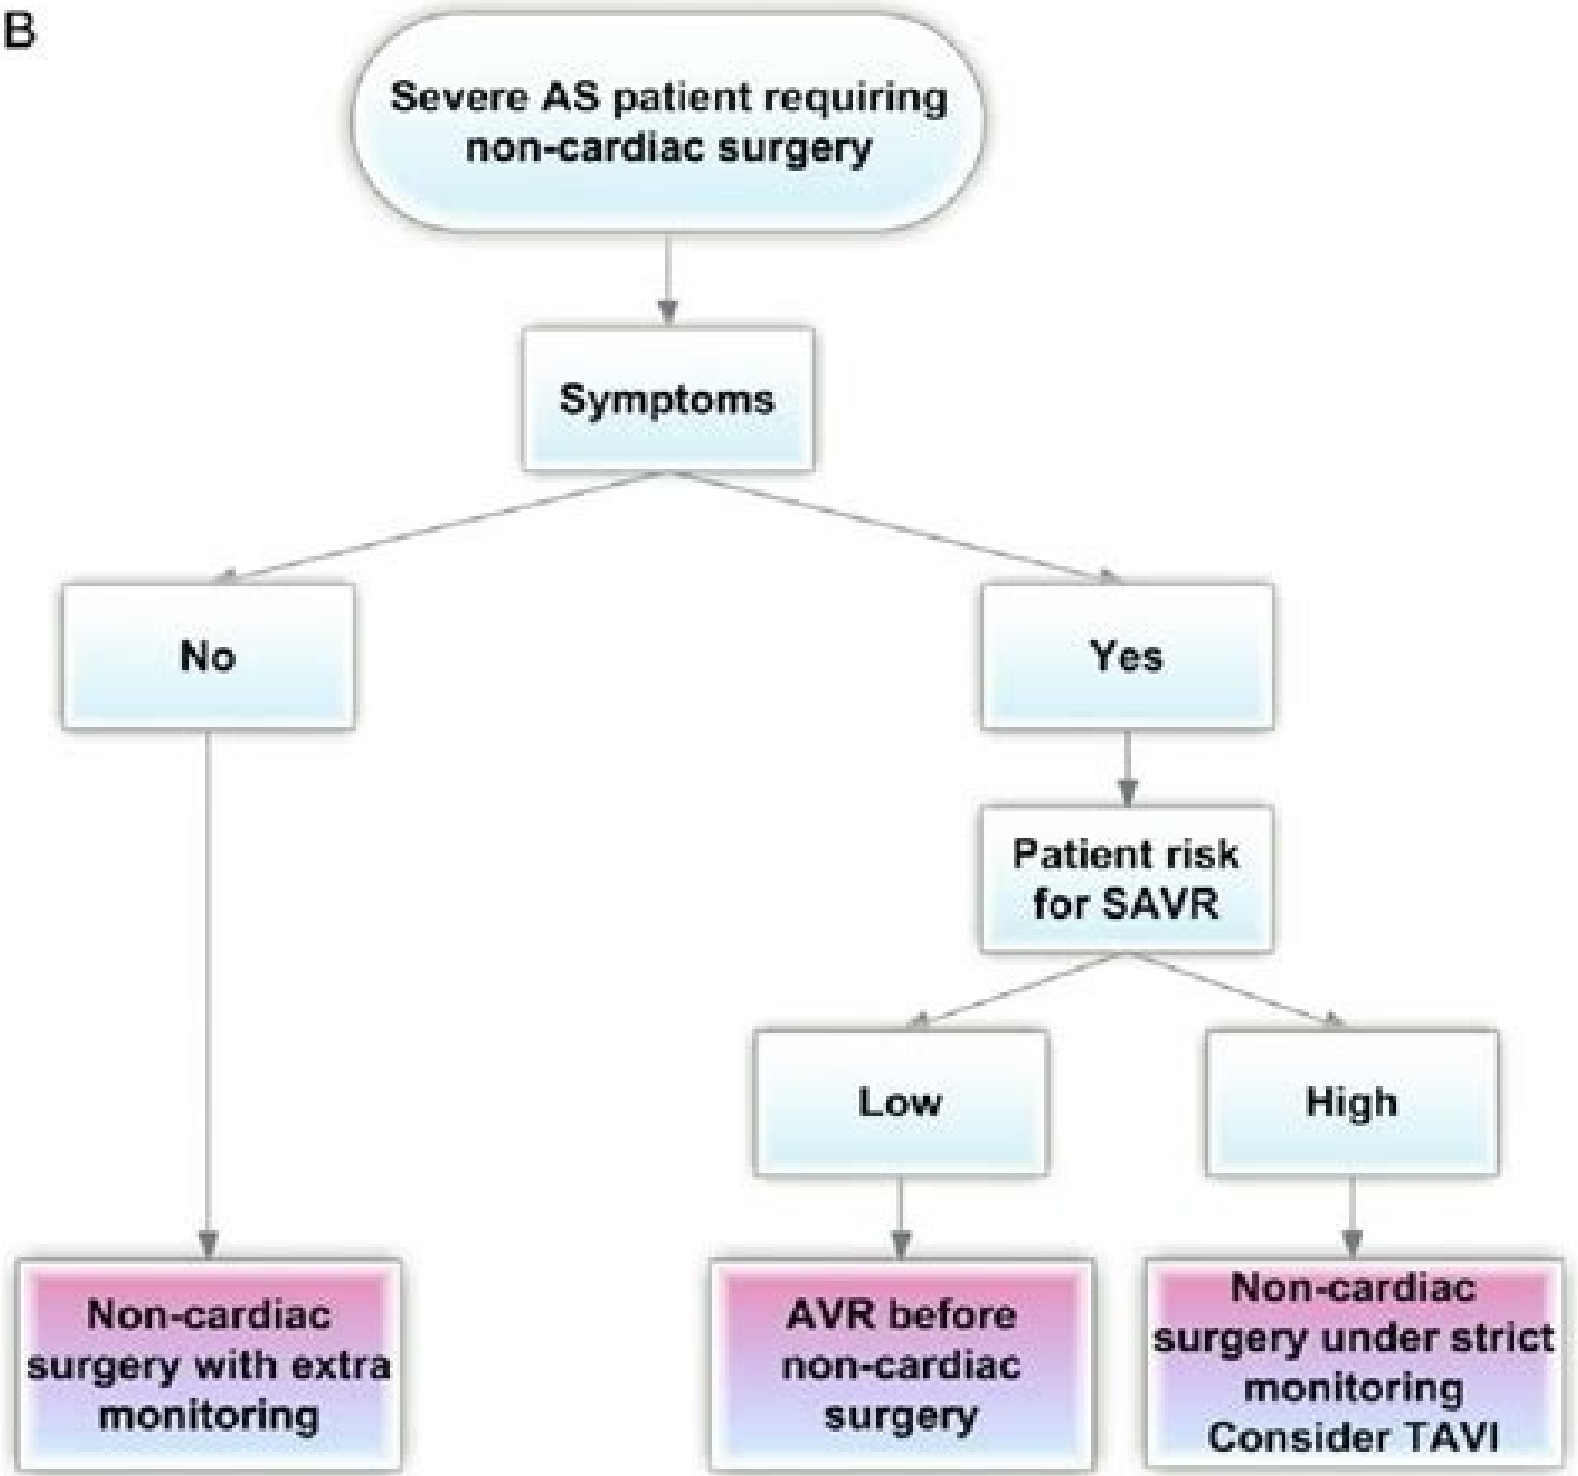 B
Severe AS patient requiring
non-cardiac surgery
Symptoms
No
Yes
Patient risk
for SAVR
Low
High
Non-cardiac
surgery with extra
monitoring
AVR before
non-cardiac
surgery
Non-cardiac
surgery under strict
monitoring
Consider TAVI